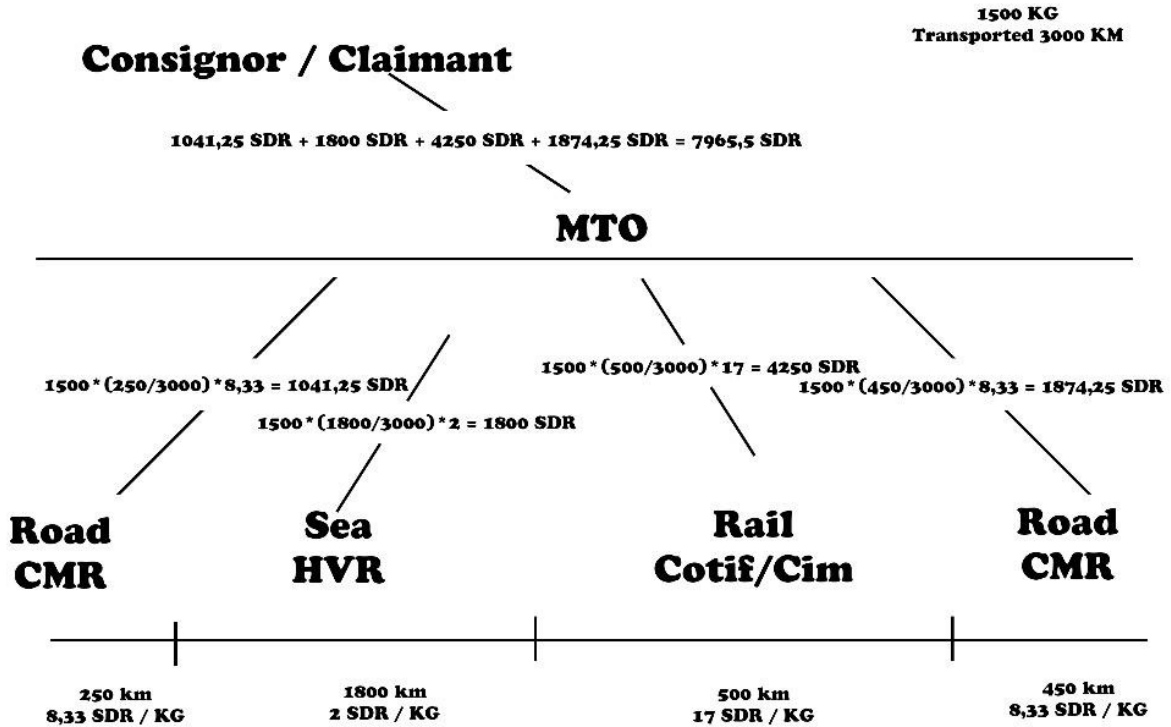 1500 KG
Transported 3000 KM
Consignor / Claimant
1041,25 SDR + 1800 SDR + 4250 SDR + 1874,25 SDR = 7965,5 SDR
MTO
1500*(250/3000)*8,33 = 1041,25 SDR
1500*(1800/3000)*2 = 1800 SDR
1500*(500/3000)*17 = 4250 SDR
1500*(450/3000)*8,33 = 1874,25 SDR
Road
CMR
Sea
HVR
Rail
Cotif/Cim
Road
CMR
250 km
8,33 SDR / KG
1800 km
2 SDR / KG
500 km
17 SDR / KG
450 km
8,33 SDR / KG